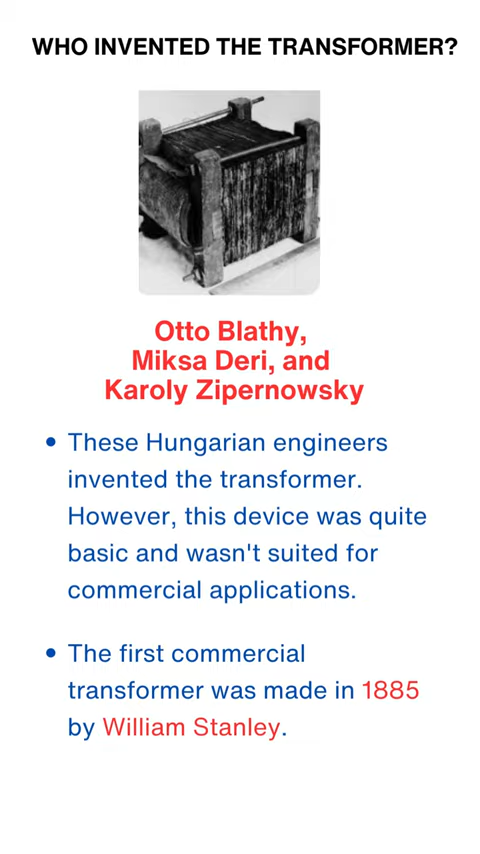 WHO INVENTED THE TRANSFORMER?
Otto Blathy,
Miksa Deri, and
Karoly Zipernowsky
• These Hungarian engineers
invented the transformer.
However, this device was quite
basic and wasn't suited for
commercial applications.
• The first commercial
transformer was made in 1885
by William Stanley.